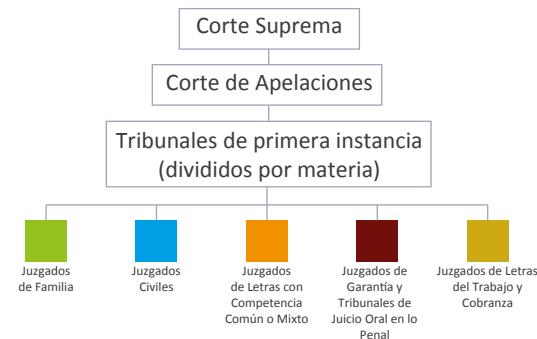 Corte Suprema
Corte de Apelaciones
Tribunales de primera instancia
(divididos por materia)
Juzgados
de Familia
Juzgados
Civiles
Juzgados
de Letras con
Competencia
Común o Mixto
Juzgados de
Garantía y
Tribunales de
Juicio Oral en lo
Penal
Juzgados de Letras
del Trabajo y
Cobranza